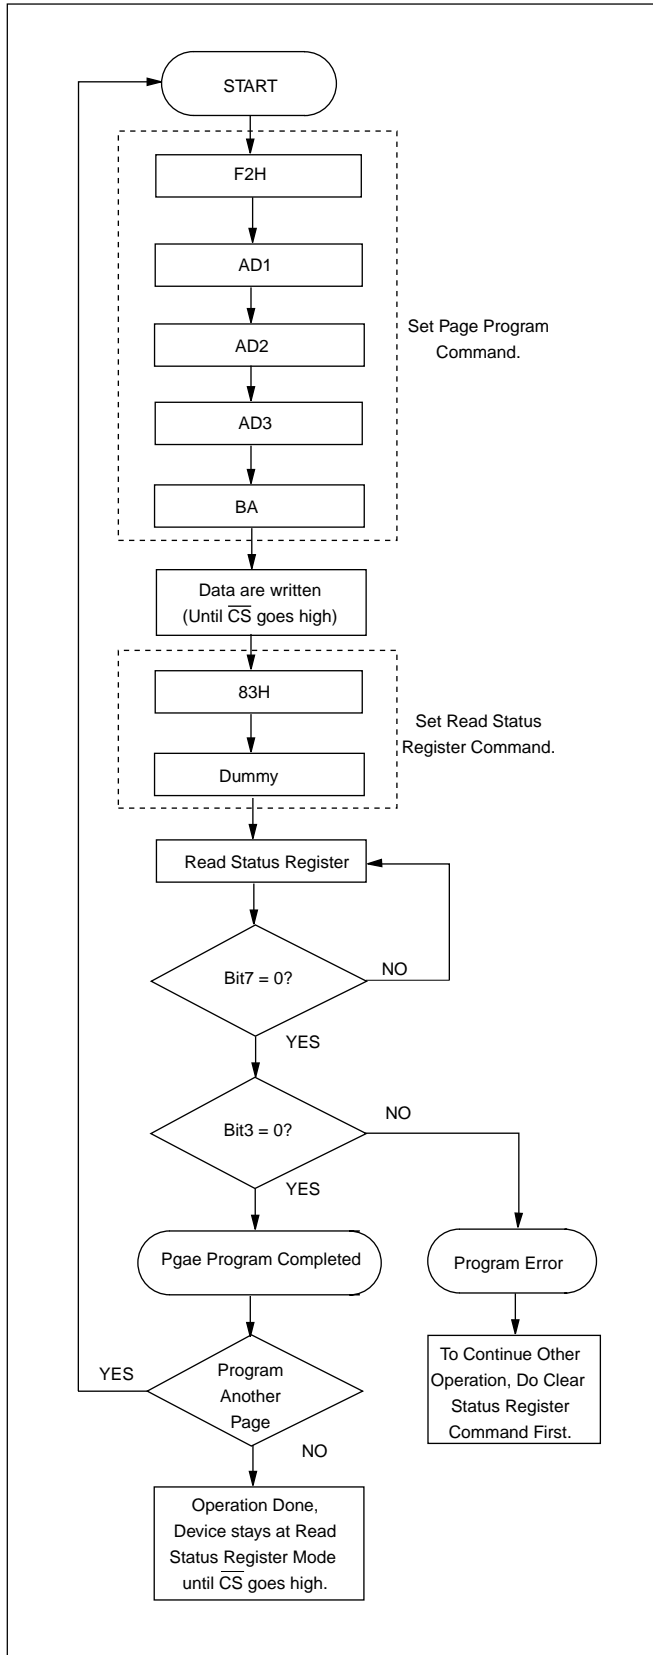 START
F2H
AD1
AD2
AD3
BA
Set Page Program
Command.
Data are written
(Until C̅S̅ goes high)
83H
Dummy
Set Read Status
Register Command.
Read Status Register
Bit7 = 0?
NO
YES
Bit3 = 0?
NO
YES
Pgae Program Completed
Program Error
YES
Program
Another
Page
NO
To Continue Other
Operation, Do Clear
Status Register
Command First.
Operation Done,
Device stays at Read
Status Register Mode
until C̅S̅ goes high.